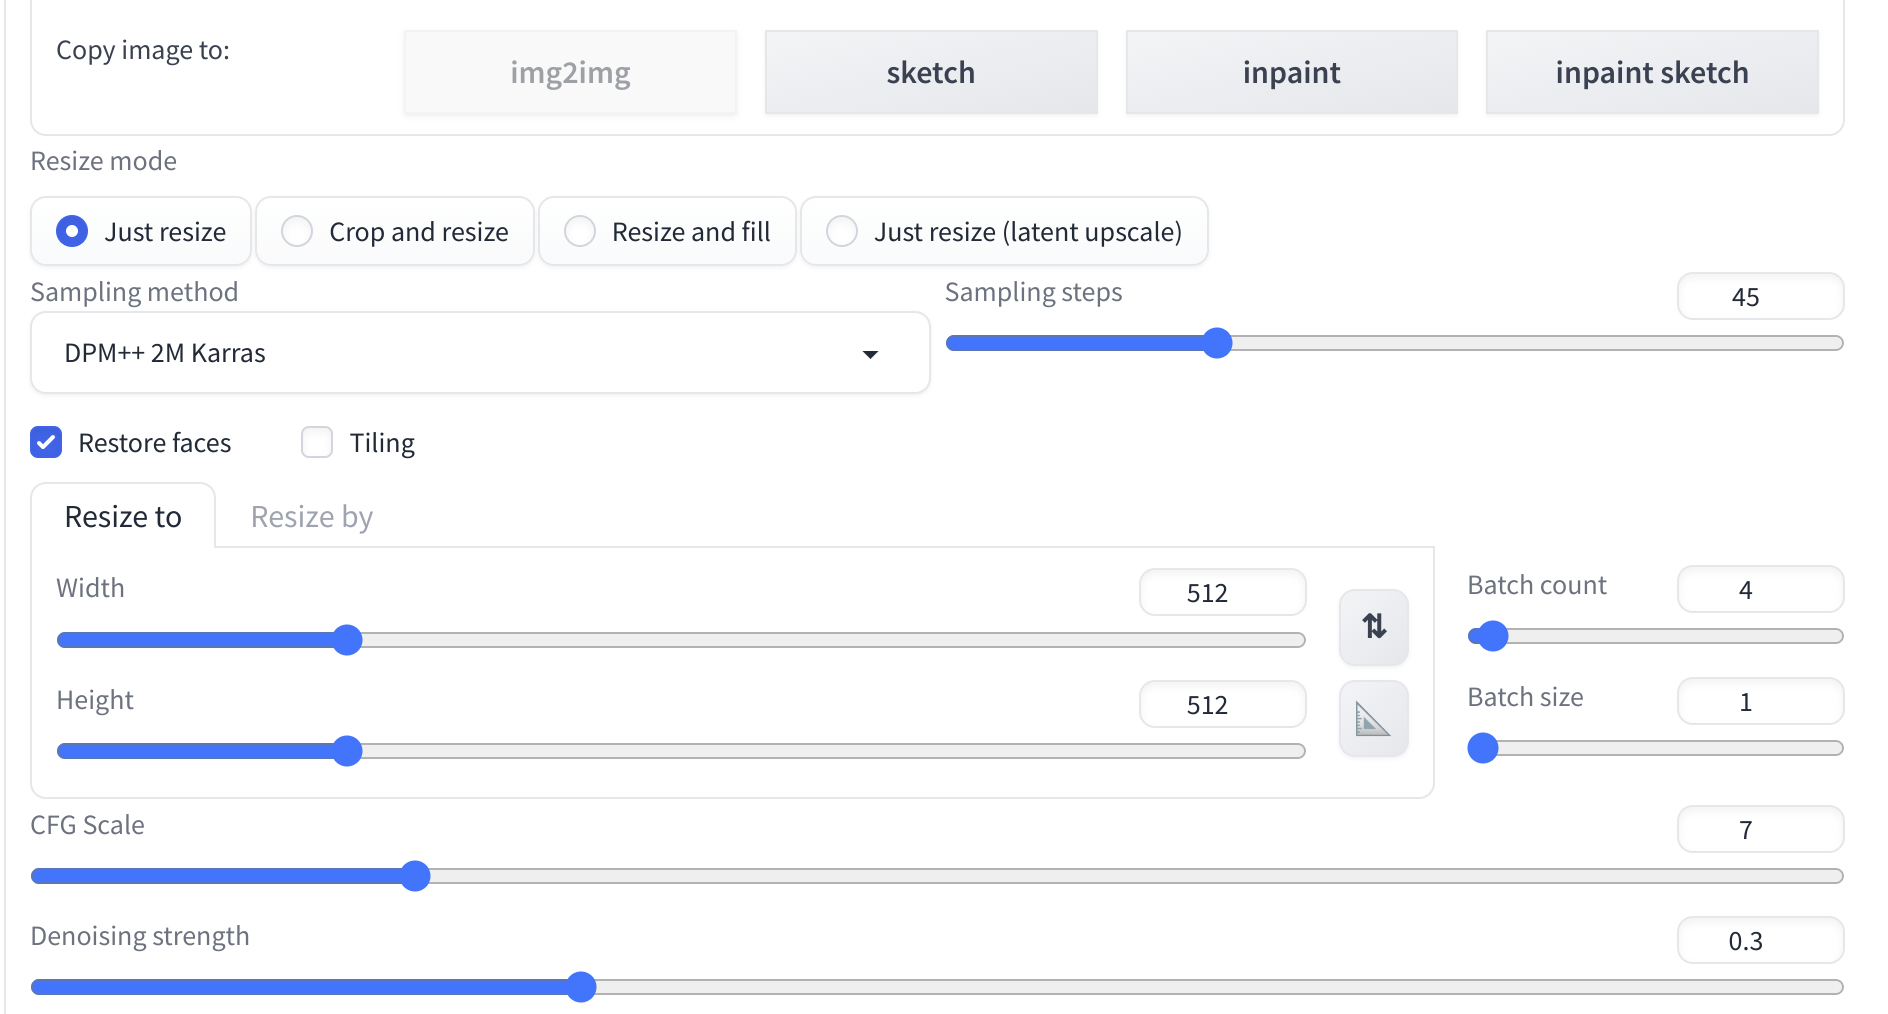 Copy image to:
img2img
sketch
inpaint
inpaint sketch
Resize mode
Just resize
Crop and resize
Resize and fill
Just resize (latent upscale)
Sampling method
Sampling steps
45
DPM++ 2M Karras
Restore faces
Tiling
Resize to
Resize by
Width
512
Height
512
Batch count
4
Batch size
1
CFG Scale
7
Denoising strength
0.3